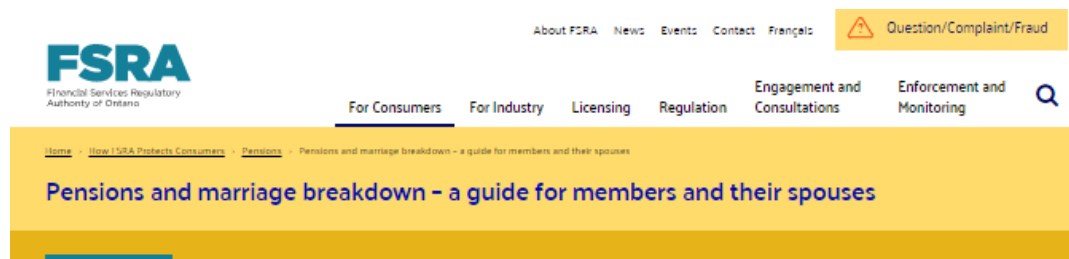 About FSRA News Events Contact Français Question/Complaint/Fraud
FSRA
Financial Services Regulatory
Authority of Ontario
For Consumers For Industry Licensing Regulation Engagement and Consultations Enforcement and Monitoring
Home › How FSRA Protects Consumers › Pensions › Pensions and marriage breakdown – a guide for members and their spouses
Pensions and marriage breakdown – a guide for members and their spouses